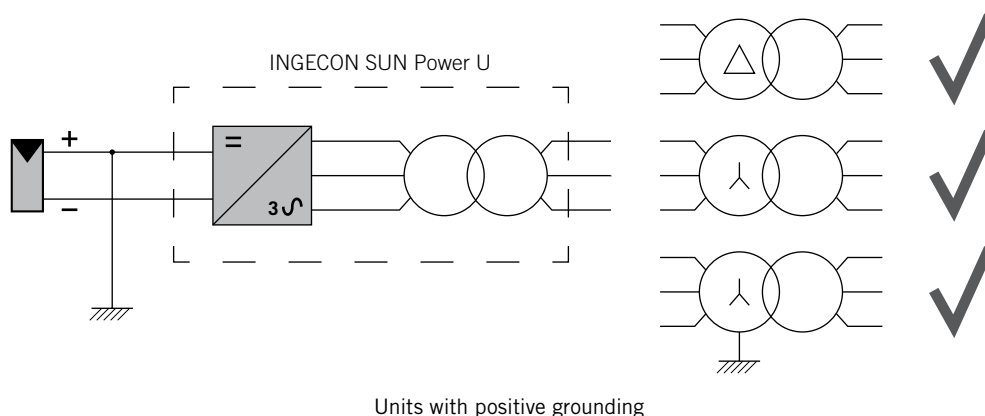 INGECON SUN Power U
+
=
−
3
Units with positive grounding